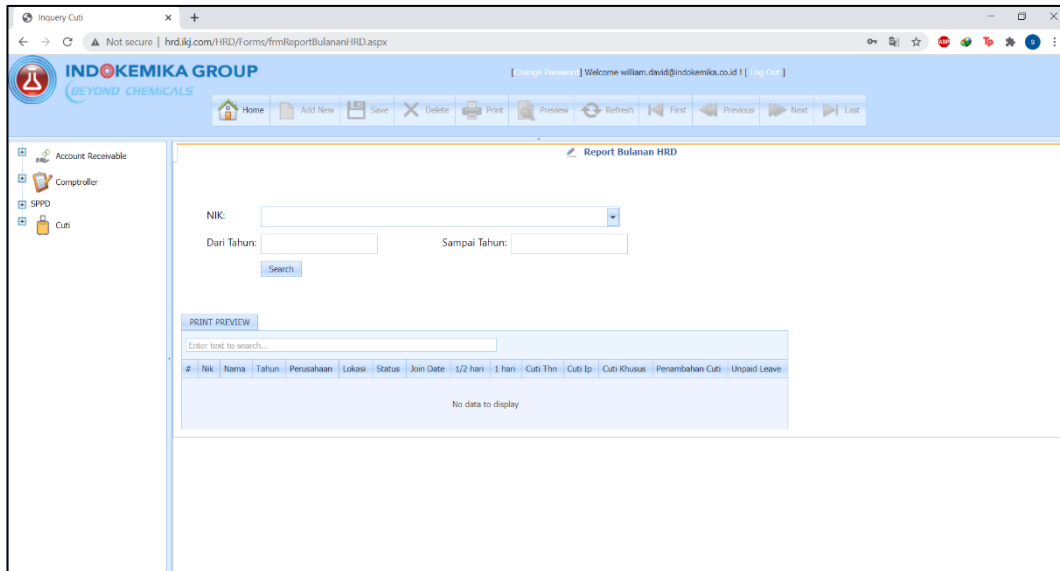 Inquery Cuti
Not secure | hrd.ikj.com/HRD/Forms/frmReportBulananHRD.aspx
INDOKEMIKA GROUP
BEYOND CHEMICALS
[Change Password] Welcome william.david@indokemika.co.id ! [ Log Out ]
Home Add New Save Delete Print Preview Refresh First Previous Next Last
Account Receivable
Comptroller
SPPD
Cuti
Report Bulanan HRD
NIK:
Dari Tahun: Sampai Tahun:
Search
PRINT PREVIEW
Enter text to search...
# Nik Nama Tahun Perusahaan Lokasi Status Join Date 1/2 hari 1 hari Cuti Thn Cuti Ip Cuti Khusus Penambahan Cuti Unpaid Leave
No data to display
ABP
Tp
S